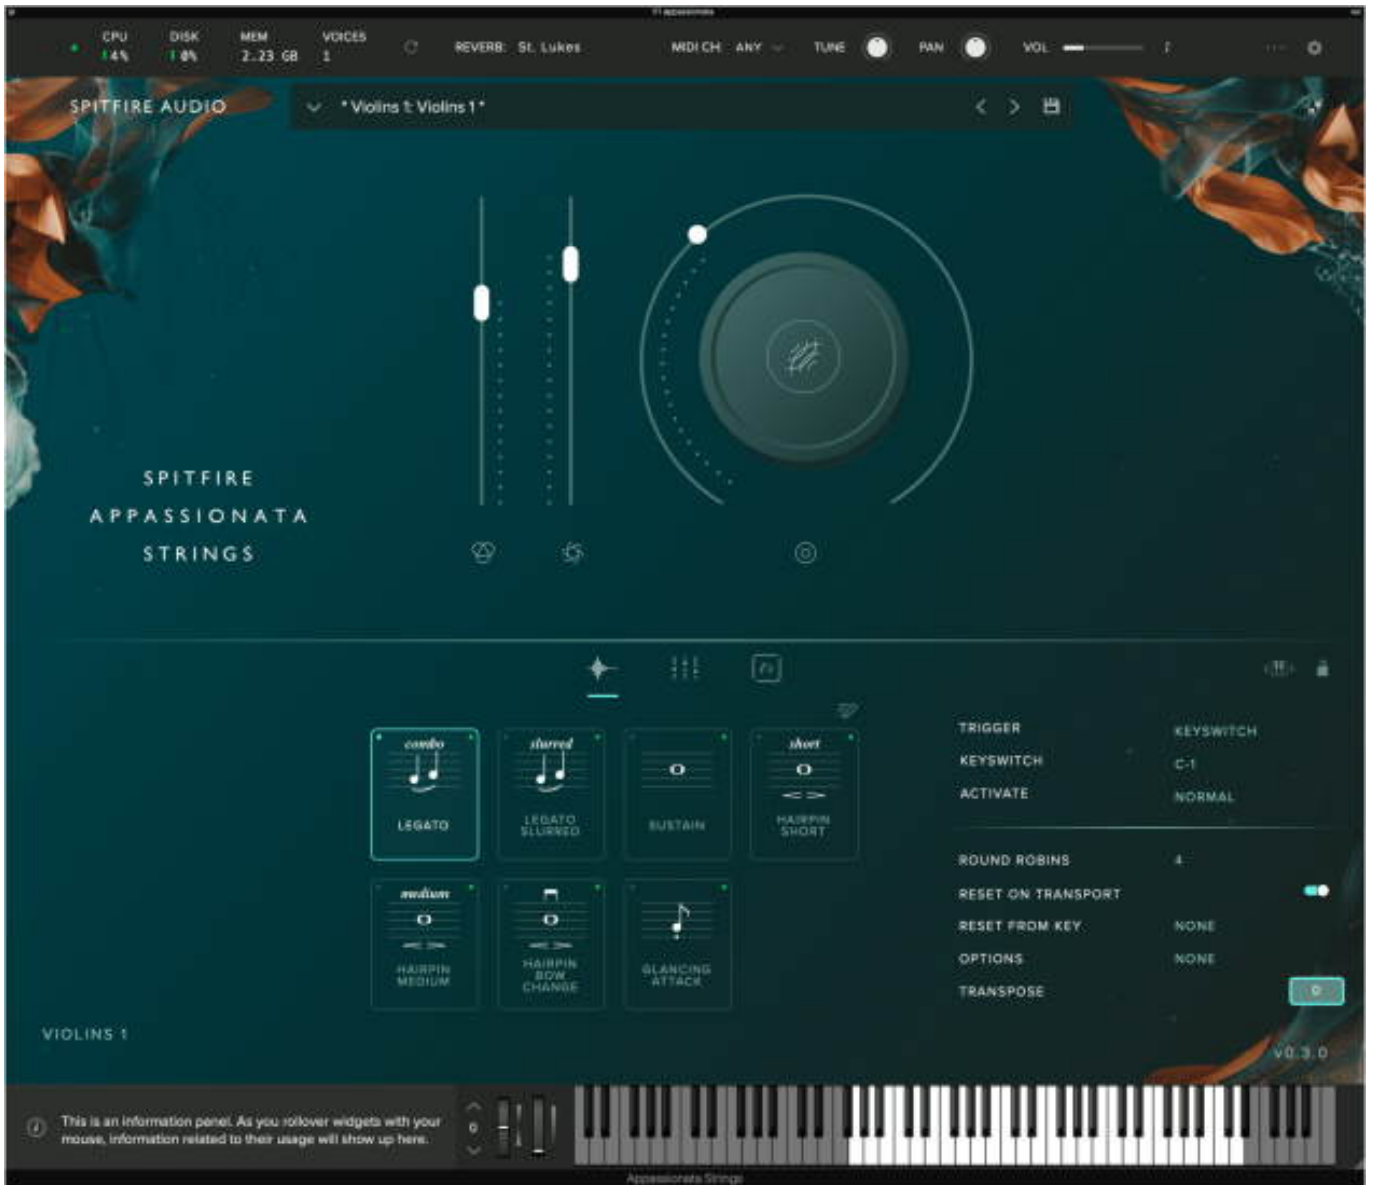 Appassionata
CPU DISK MEM VOICES
4% 0% 2.23 GB 1
REVERB: St. Lukes MIDI CH: ANY TUNE PAN VOL
SPITFIRE AUDIO
* Violins 1: Violins 1 *
SPITFIRE
APPASSIONATA
STRINGS
combo
LEGATO
slurred
LEGATO
SLURRED
SUSTAIN
short
HAIRPIN
SHORT
medium
HAIRPIN
MEDIUM
HAIRPIN
BOW
CHANGE
GLANCING
ATTACK
TRIGGER KEYSWITCH
KEYSWITCH C-1
ACTIVATE NORMAL
ROUND ROBINS 4
RESET ON TRANSPORT
RESET FROM KEY NONE
OPTIONS NONE
TRANSPOSE 0
VIOLINS 1
v0.3.0
This is an information panel. As you rollover widgets with your
mouse, information related to their usage will show up here.
0
Appassionata Strings